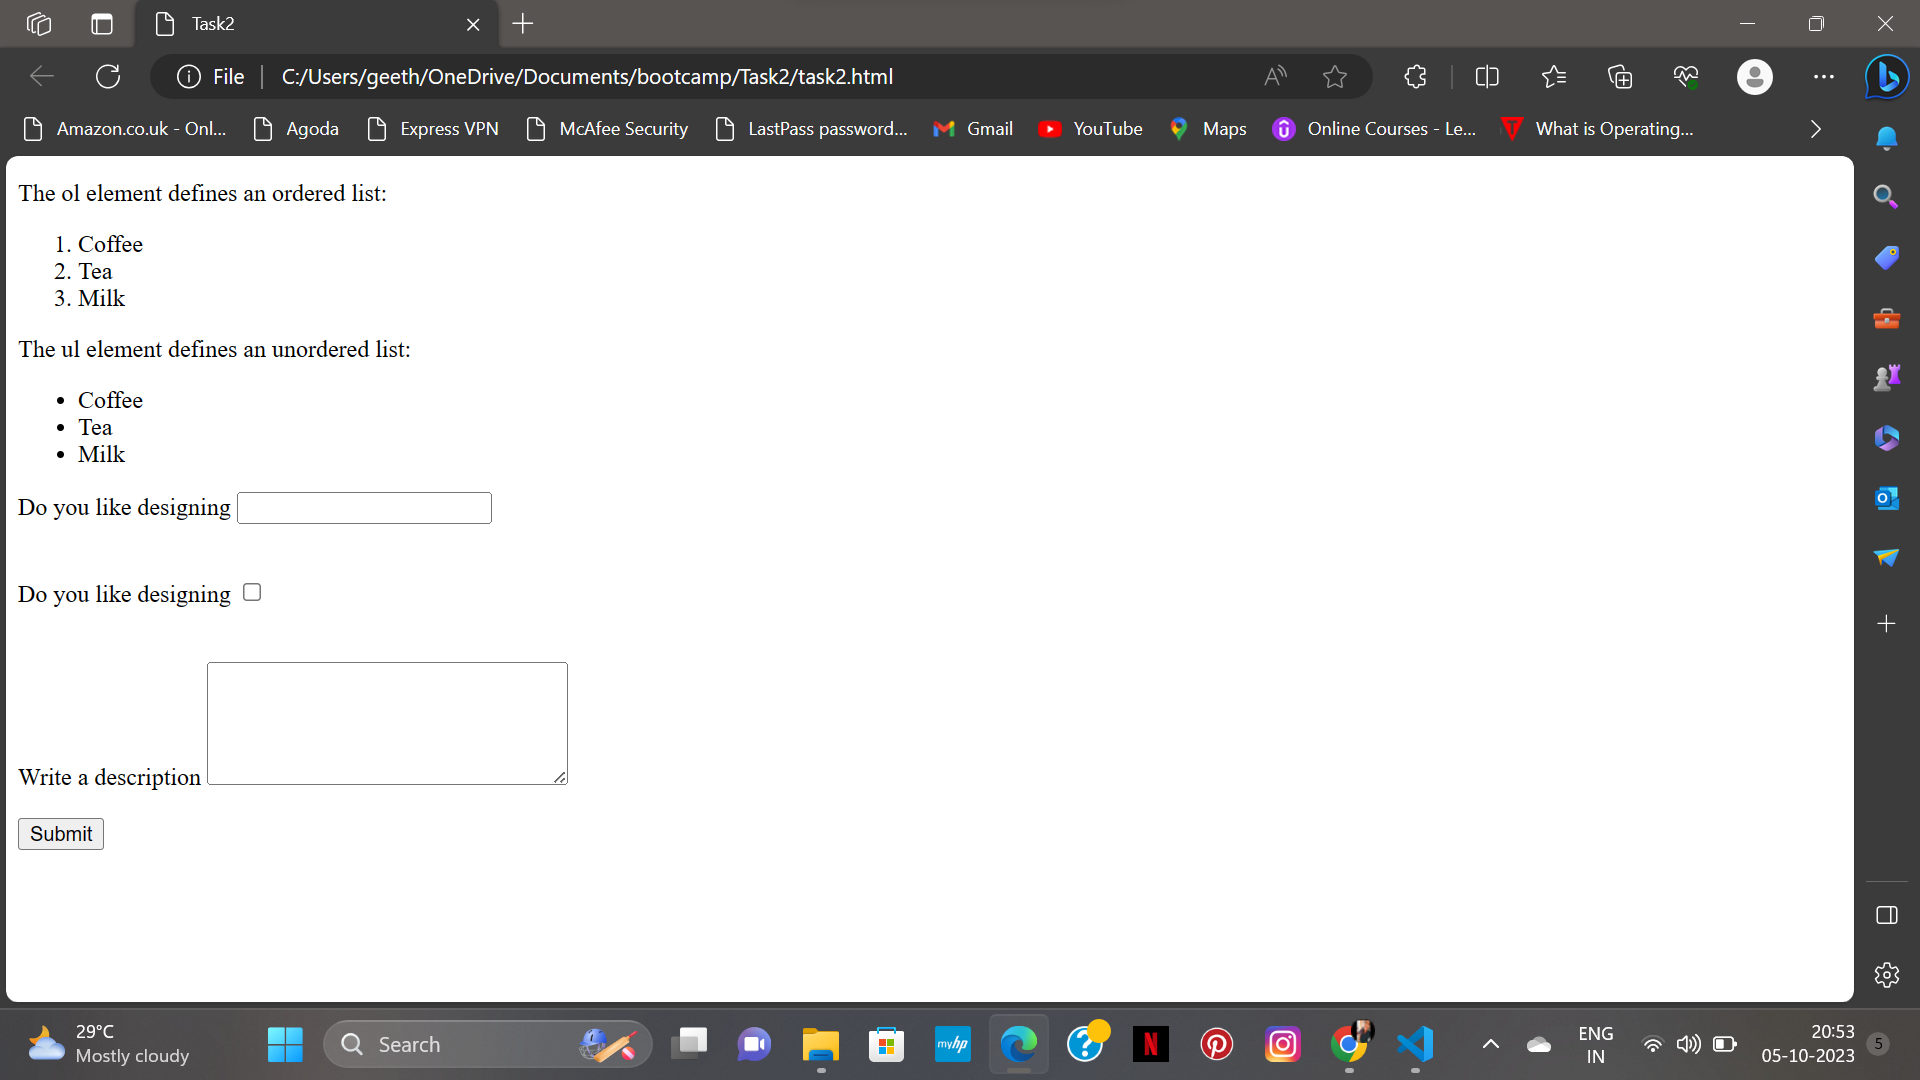 Task2
File C:/Users/geeth/OneDrive/Documents/bootcamp/Task2/task2.html
Amazon.co.uk - Onl... Agoda Express VPN McAfee Security LastPass password... Gmail YouTube Maps Online Courses - Le... What is Operating...
The ol element defines an ordered list:
1. Coffee
2. Tea
3. Milk
The ul element defines an unordered list:
• Coffee
• Tea
• Milk
Do you like designing
Do you like designing
Write a description
Submit
29°C
Mostly cloudy
Search
myhp
ENG
IN
20:53
05-10-2023
5